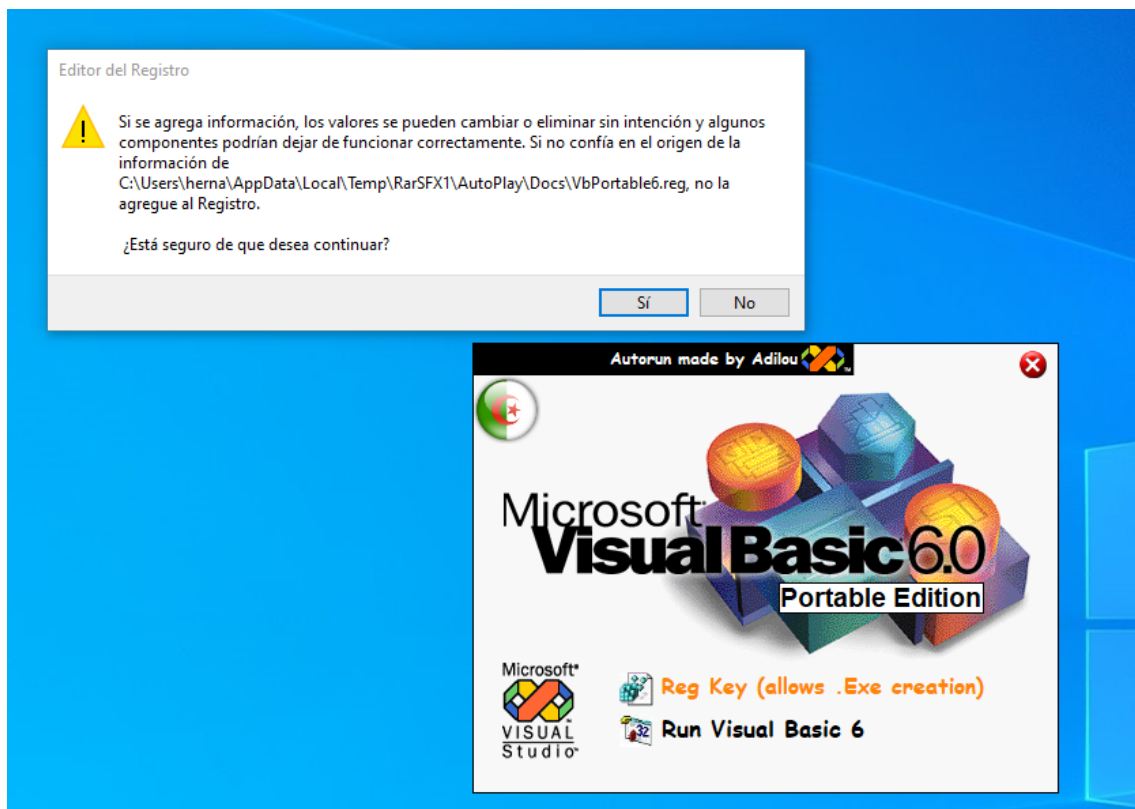 Editor del Registro
Si se agrega información, los valores se pueden cambiar o eliminar sin intención y algunos
componentes podrían dejar de funcionar correctamente. Si no confía en el origen de la
información de
C:\Users\herna\AppData\Local\Temp\RarSFX1\AutoPlay\Docs\VbPortable6.reg, no la
agregue al Registro.
¿Está seguro de que desea continuar?
Sí No
Autorun made by Adilou
Microsoft
Visual Basic 6.0
Portable Edition
Microsoft
VISUAL
Studio
Reg Key (allows .Exe creation)
32
Run Visual Basic 6